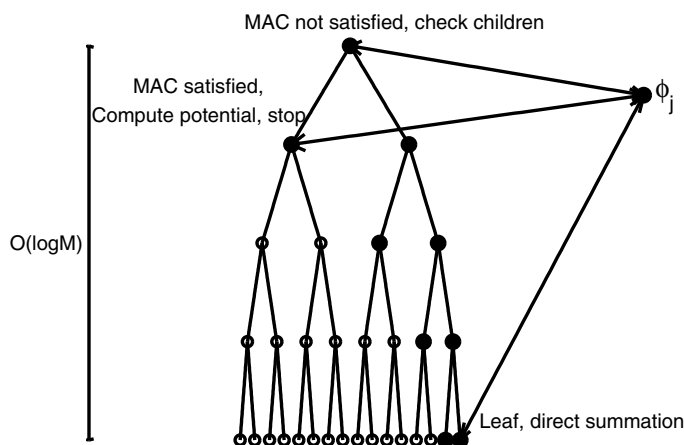 MAC not satisfied, check children
MAC satisfied,
Compute potential, stop
ϕj
O(logM)
Leaf, direct summation